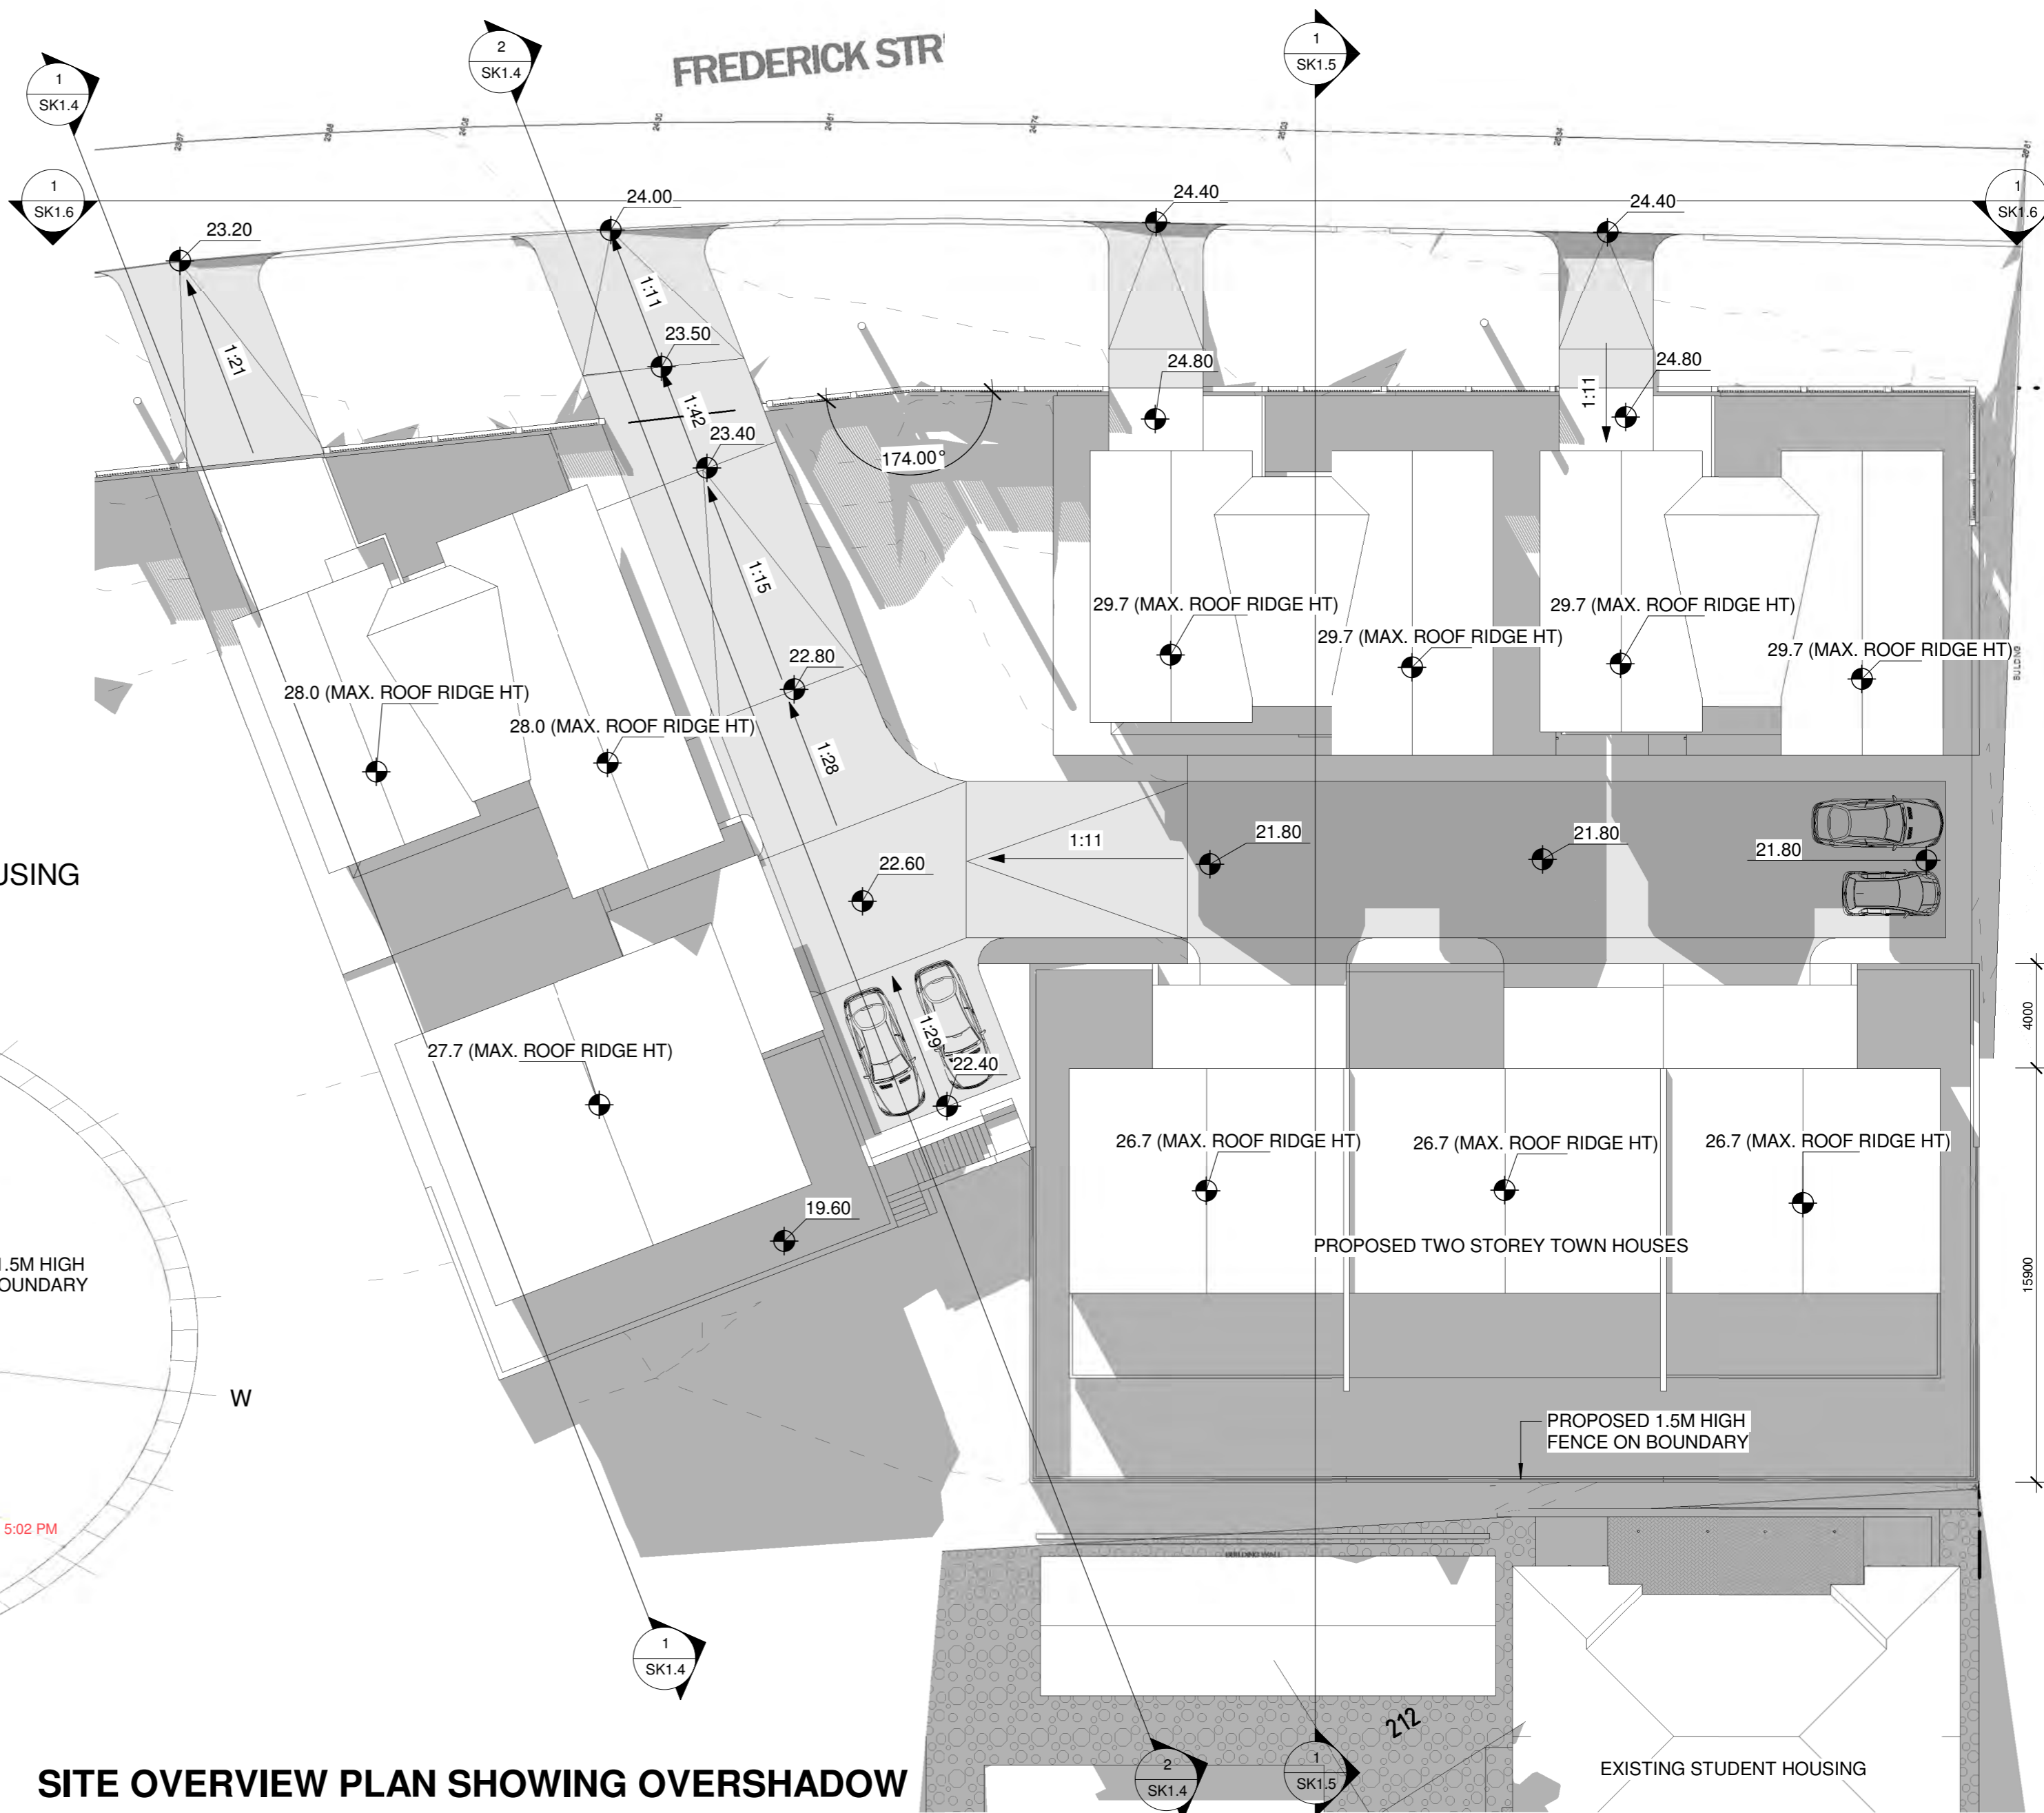 FREDERICK STR
2
SK1.4
1
SK1.5
1
SK1.4
1
SK1.6
1
SK1.6
2430
2461
2474
2503
2534
23.20
24.00
24.40
24.40
1:21
1:11
23.50
1:42
23.40
174.00°
24.80
1:11
24.80
1:15
22.80
1:28
28.0 (MAX. ROOF RIDGE HT)
28.0 (MAX. ROOF RIDGE HT)
29.7 (MAX. ROOF RIDGE HT)
29.7 (MAX. ROOF RIDGE HT)
29.7 (MAX. ROOF RIDGE HT)
29.7 (MAX. ROOF RIDGE HT)
BUILDING
USING
22.60
1:11
21.80
21.80
21.80
4000
1:29
22.40
27.7 (MAX. ROOF RIDGE HT)
26.7 (MAX. ROOF RIDGE HT)
26.7 (MAX. ROOF RIDGE HT)
26.7 (MAX. ROOF RIDGE HT)
19.60
PROPOSED TWO STOREY TOWN HOUSES
.5M HIGH
OUNDARY
15900
W
PROPOSED 1.5M HIGH
FENCE ON BOUNDARY
5:02 PM
BUILDING WALL
1
SK1.4
212
2
SK1.4
1
SK1.5
EXISTING STUDENT HOUSING
SITE OVERVIEW PLAN SHOWING OVERSHADOW